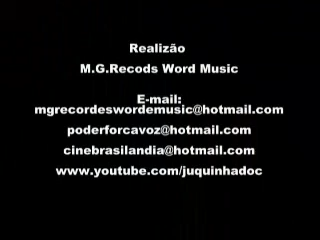 Realizão
M.G.Recods Word Music
E-mail:
mgrecordeswordemusic@hotmail.com
poderforcavoz@hotmail.com
cinebrasilandia@hotmail.com
www.youtube.com/juquinhadoc